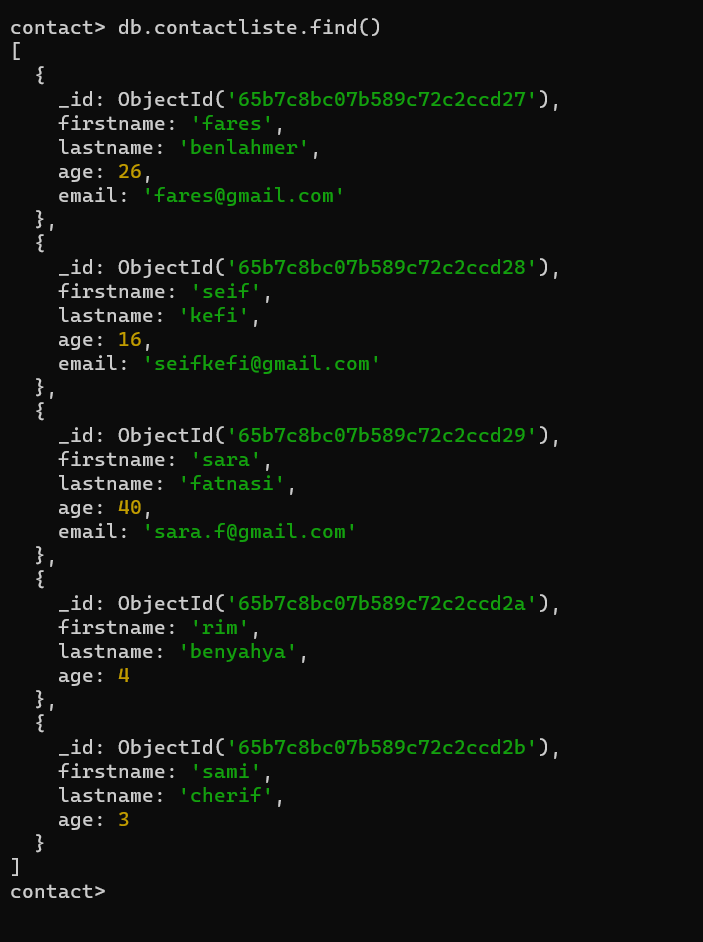 contact> db.contactliste.find()
[
  {
    _id: ObjectId('65b7c8bc07b589c72c2ccd27'),
    firstname: 'fares',
    lastname: 'benlahmer',
    age: 26,
    email: 'fares@gmail.com'
  },
  {
    _id: ObjectId('65b7c8bc07b589c72c2ccd28'),
    firstname: 'seif',
    lastname: 'kefi',
    age: 16,
    email: 'seifkefi@gmail.com'
  },
  {
    _id: ObjectId('65b7c8bc07b589c72c2ccd29'),
    firstname: 'sara',
    lastname: 'fatnasi',
    age: 40,
    email: 'sara.f@gmail.com'
  },
  {
    _id: ObjectId('65b7c8bc07b589c72c2ccd2a'),
    firstname: 'rim',
    lastname: 'benyahya',
    age: 4
  },
  {
    _id: ObjectId('65b7c8bc07b589c72c2ccd2b'),
    firstname: 'sami',
    lastname: 'cherif',
    age: 3
  }
]
contact>